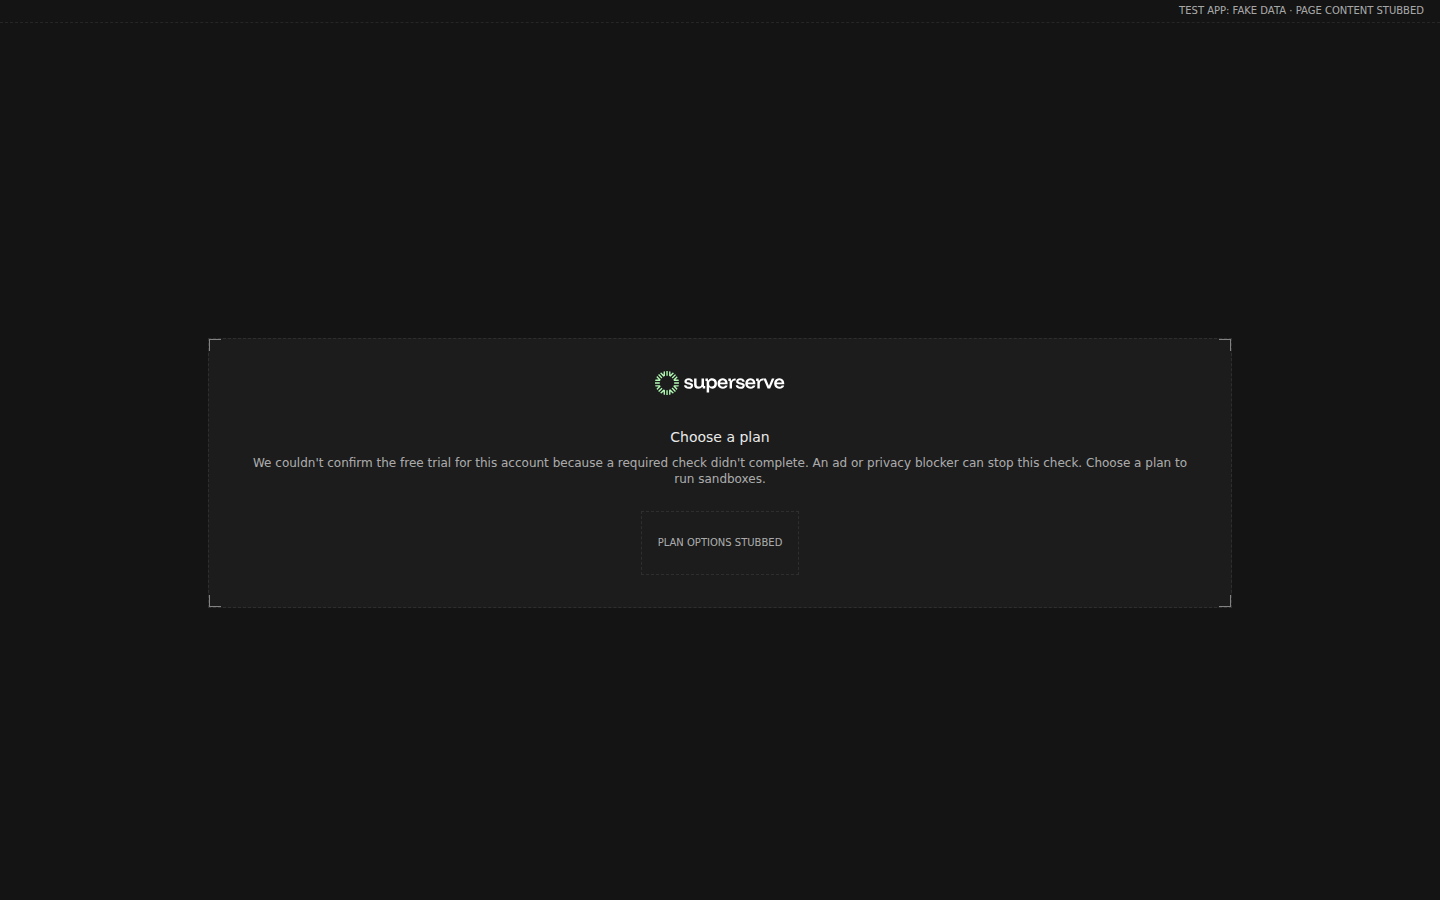 TEST APP: FAKE DATA · PAGE CONTENT STUBBED
superserve
Choose a plan
We couldn't confirm the free trial for this account because a required check didn't complete. An ad or privacy blocker can stop this check. Choose a plan to
run sandboxes.
PLAN OPTIONS STUBBED